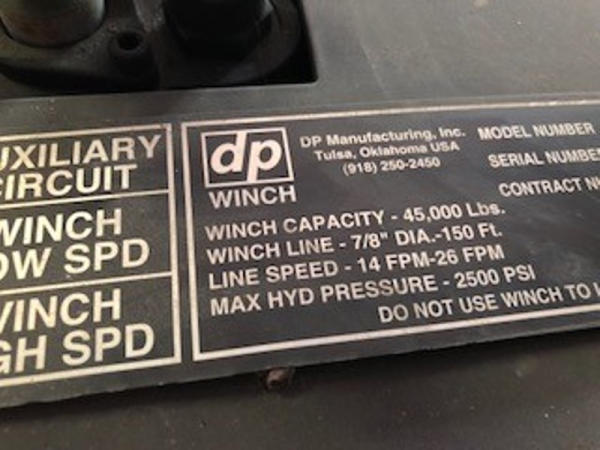 UXILIARY
CIRCUIT
WINCH
OW SPD
WINCH
GH SPD
dp
WINCH
DP Manufacturing, Inc.
Tulsa, Oklahoma USA
(918) 250-2450
MODEL NUMBER
SERIAL NUMBER
CONTRACT N
WINCH CAPACITY - 45,000 Lbs.
WINCH LINE - 7/8" DIA.-150 Ft.
LINE SPEED - 14 FPM-26 FPM
MAX HYD PRESSURE - 2500 PSI
DO NOT USE WINCH TO